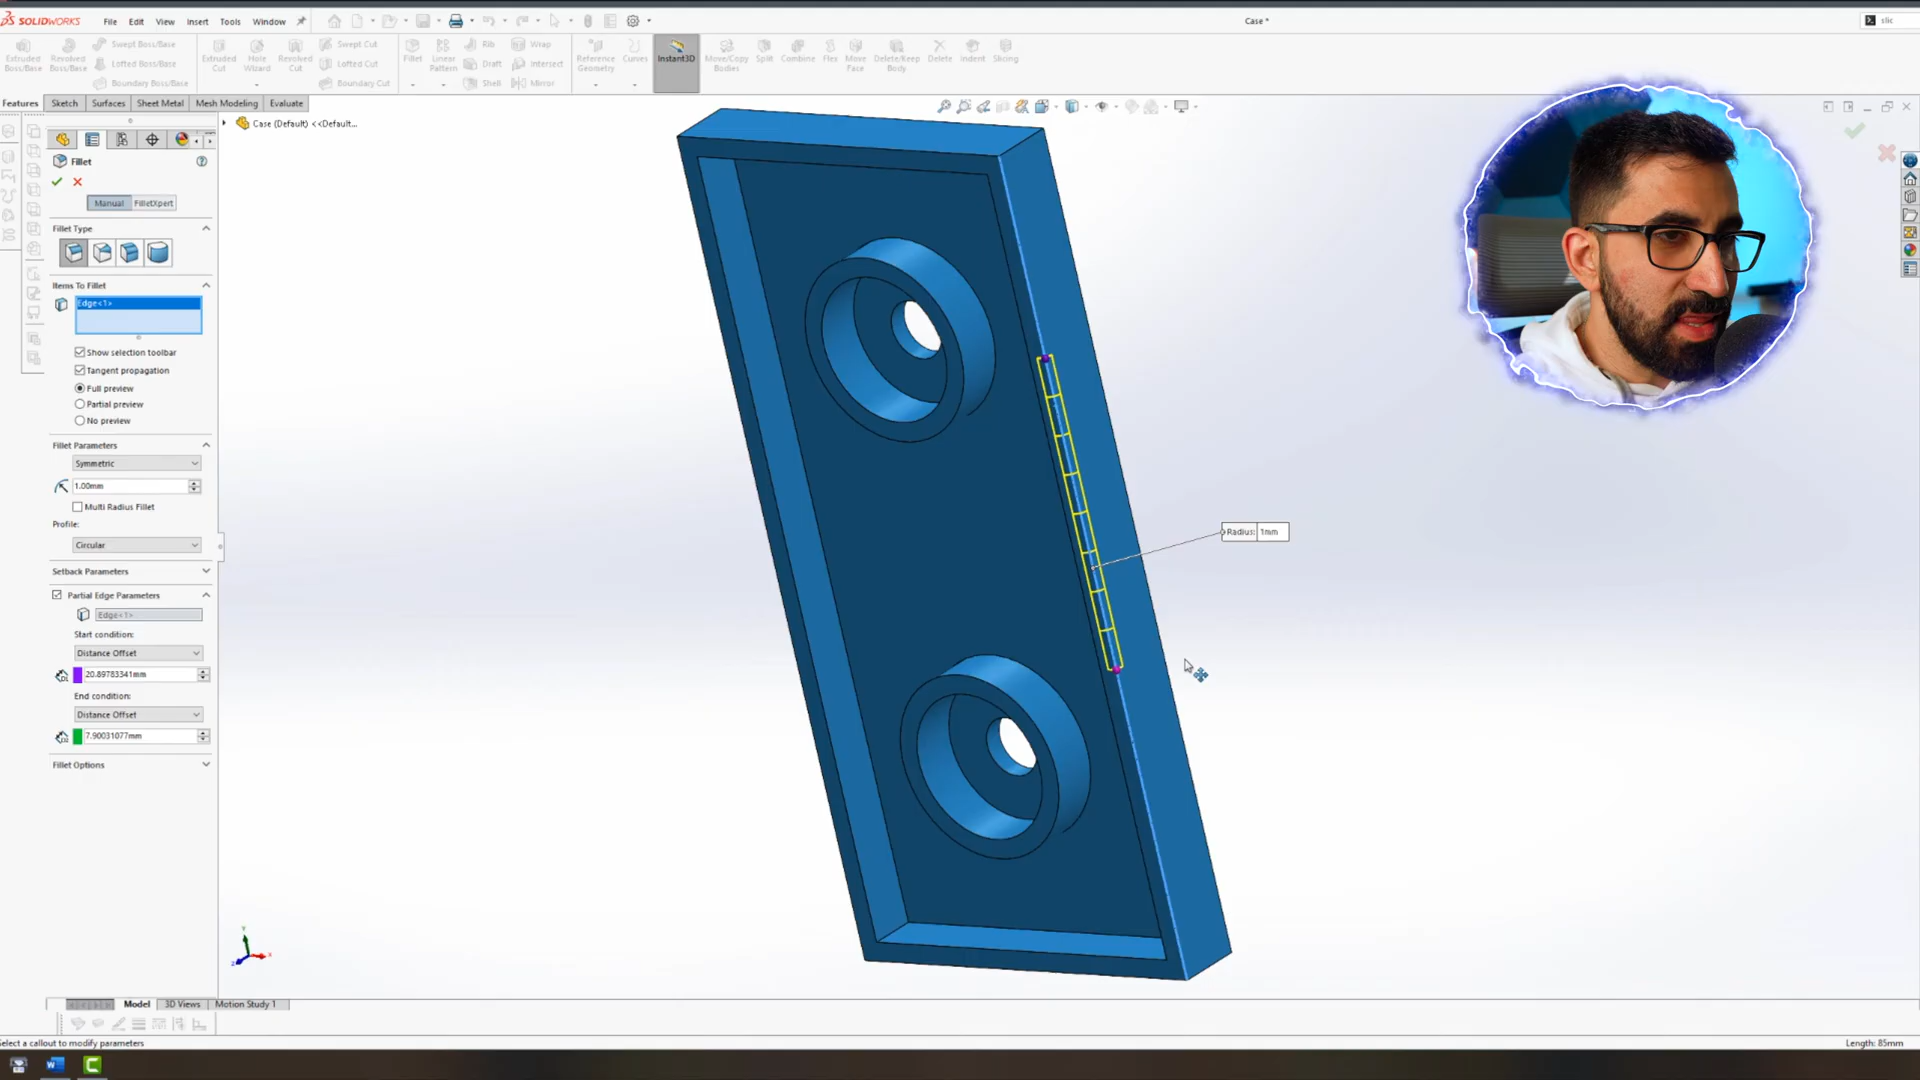 SOLIDWORKS File Edit View Insert Tools Window Case * slic
Extruded Boss/Base Revolved Boss/Base Swept Boss/Base Lofted Boss/Base Boundary Boss/Base Extruded Cut Hole Wizard Revolved Cut Swept Cut Lofted Cut Boundary Cut Fillet Linear Pattern Rib Draft Shell Wrap Intersect Mirror Reference Geometry Curves Instant3D Move/Copy Bodies Split Combine Flex Move Face Delete/Keep Body Delete Indent Slicing
Features Sketch Surfaces Sheet Metal Mesh Modeling Evaluate
Case (Default) <<Default...
Fillet
Manual FilletXpert
Fillet Type
Items To Fillet
Edge<1>
Show selection toolbar
Tangent propagation
Full preview
Partial preview
No preview
Fillet Parameters
Symmetric
1.00mm
Multi Radius Fillet
Profile:
Circular
Setback Parameters
Partial Edge Parameters
Edge<1>
Start condition:
Distance Offset
20.89783341mm
End condition:
Distance Offset
7.90031077mm
Fillet Options
Radius: 1mm
Model 3D Views Motion Study 1
Select a callout to modify parameters Length: 85mm